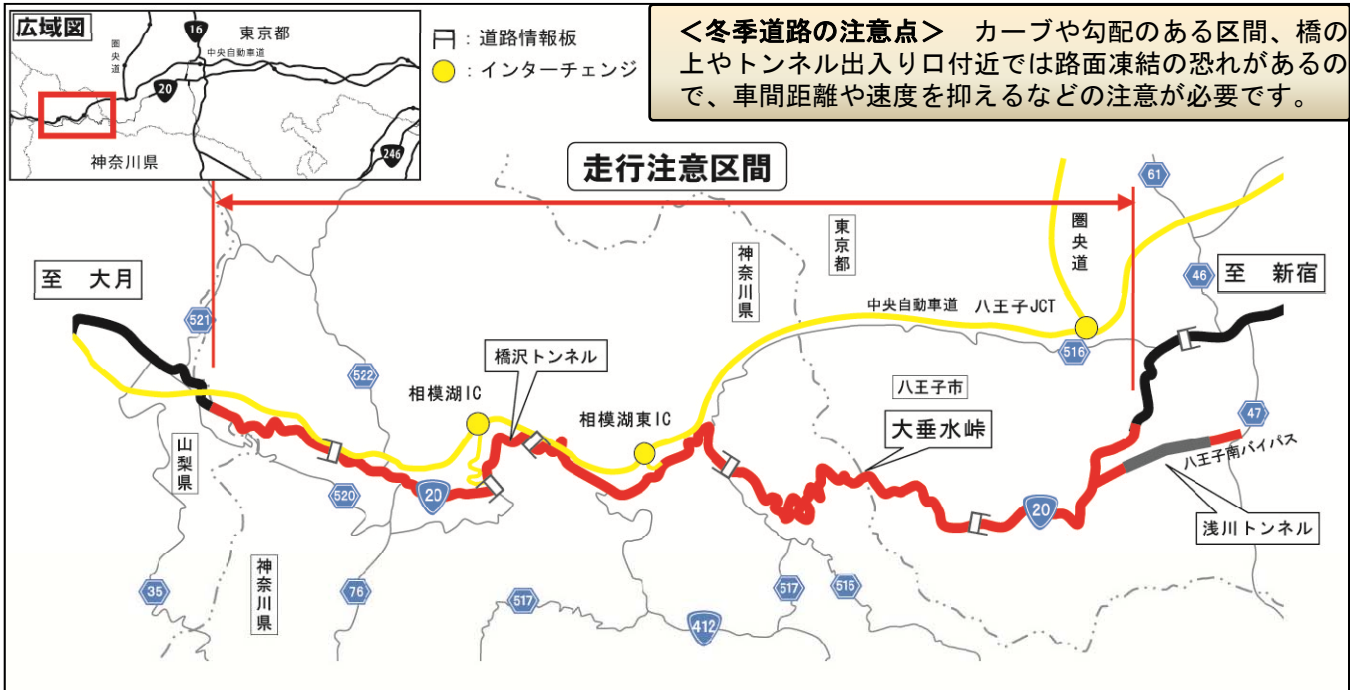 広域図
圏央道
16
東京都
中央自動車道
20
神奈川県
246
：道路情報板
：インターチェンジ
＜冬季道路の注意点＞　カーブや勾配のある区間、橋の
上やトンネル出入り口付近では路面凍結の恐れがあるの
で、車間距離や速度を抑えるなどの注意が必要です。
走行注意区間
61
圏央道
東京都
神奈川県
至　大月
46
至　新宿
521
中央自動車道
八王子JCT
516
橋沢トンネル
522
相模湖IC
相模湖東IC
八王子市
大垂水峠
47
八王子南バイパス
山梨県
520
20
20
浅川トンネル
神奈川県
35
76
517
412
517
515